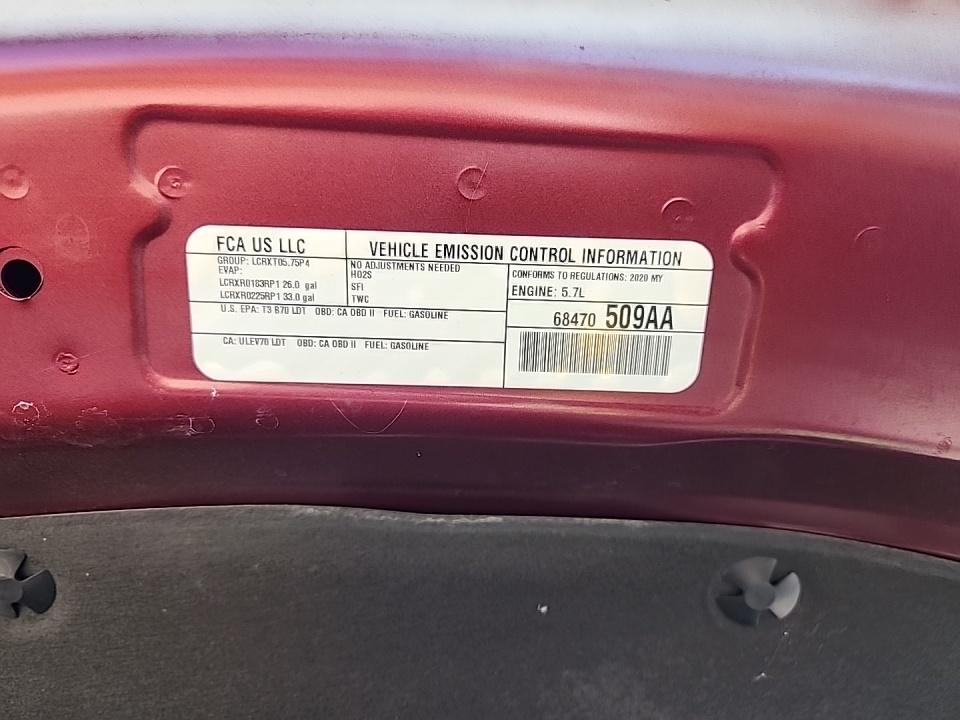 FCA US LLC
VEHICLE EMISSION CONTROL INFORMATION
GROUP: LCRXT05.75P4
EVAP:
LCRXR0183RP1 26.0 gal
LCRXR0225RP1 33.0 gal
NO ADJUSTMENTS NEEDED
HO2S
SFI
TWC
CONFORMS TO REGULATIONS: 2020 MY
ENGINE: 5.7L
U.S. EPA: T3 B70 LDT OBD: CA OBD II FUEL: GASOLINE
68470 509AA
CA: ULEV70 LDT OBD: CA OBD II FUEL: GASOLINE